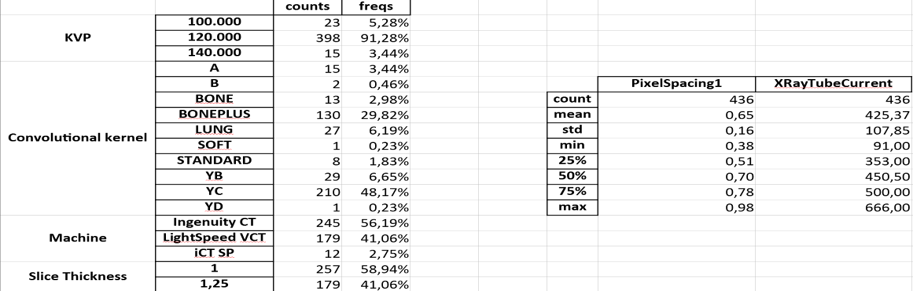 counts freqs
KVP 100.000 23 5,28%
120.000 398 91,28%
140.000 15 3,44%
Convolutional kernel A 15 3,44%
B 2 0,46%
BONE 13 2,98%
BONEPLUS 130 29,82%
LUNG 27 6,19%
SOFT 1 0,23%
STANDARD 8 1,83%
YB 29 6,65%
YC 210 48,17%
YD 1 0,23%
Machine Ingenuity CT 245 56,19%
LightSpeed VCT 179 41,06%
iCT SP 12 2,75%
Slice Thickness 1 257 58,94%
1,25 179 41,06%
PixelSpacing1 XRayTubeCurrent
count 436 436
mean 0,65 425,37
std 0,16 107,85
min 0,38 91,00
25% 0,51 353,00
50% 0,70 450,50
75% 0,78 500,00
max 0,98 666,00